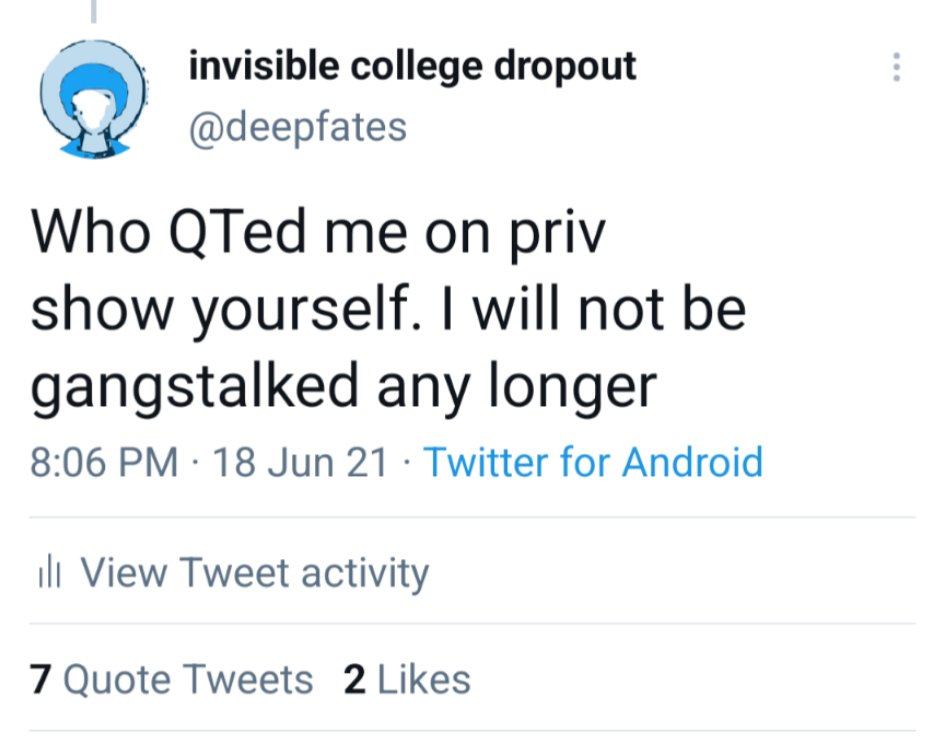 invisible college dropout
@deepfates
Who QTed me on priv
show yourself. I will not be
gangstalked any longer
8:06 PM · 18 Jun 21 · Twitter for Android
View Tweet activity
7 Quote Tweets 2 Likes